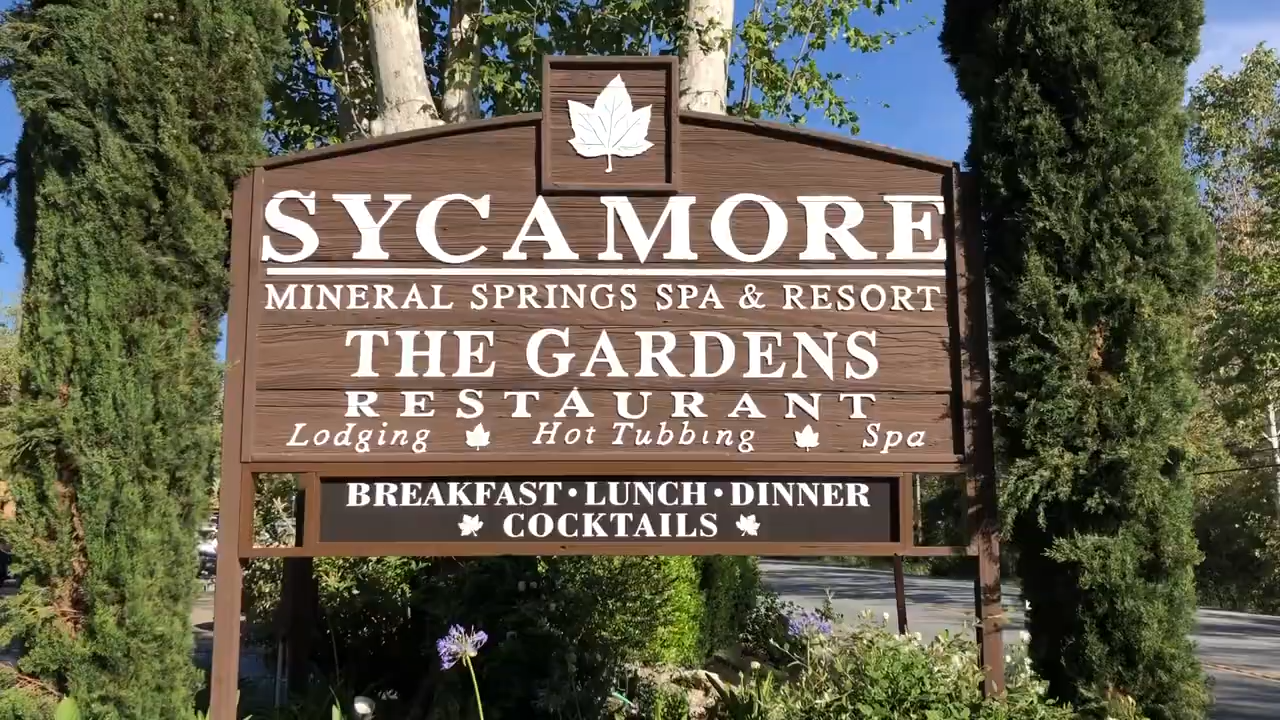 SYCAMORE
MINERAL SPRINGS SPA & RESORT
THE GARDENS
RESTAURANT
Lodging Hot Tubbing Spa
BREAKFAST • LUNCH • DINNER
COCKTAILS